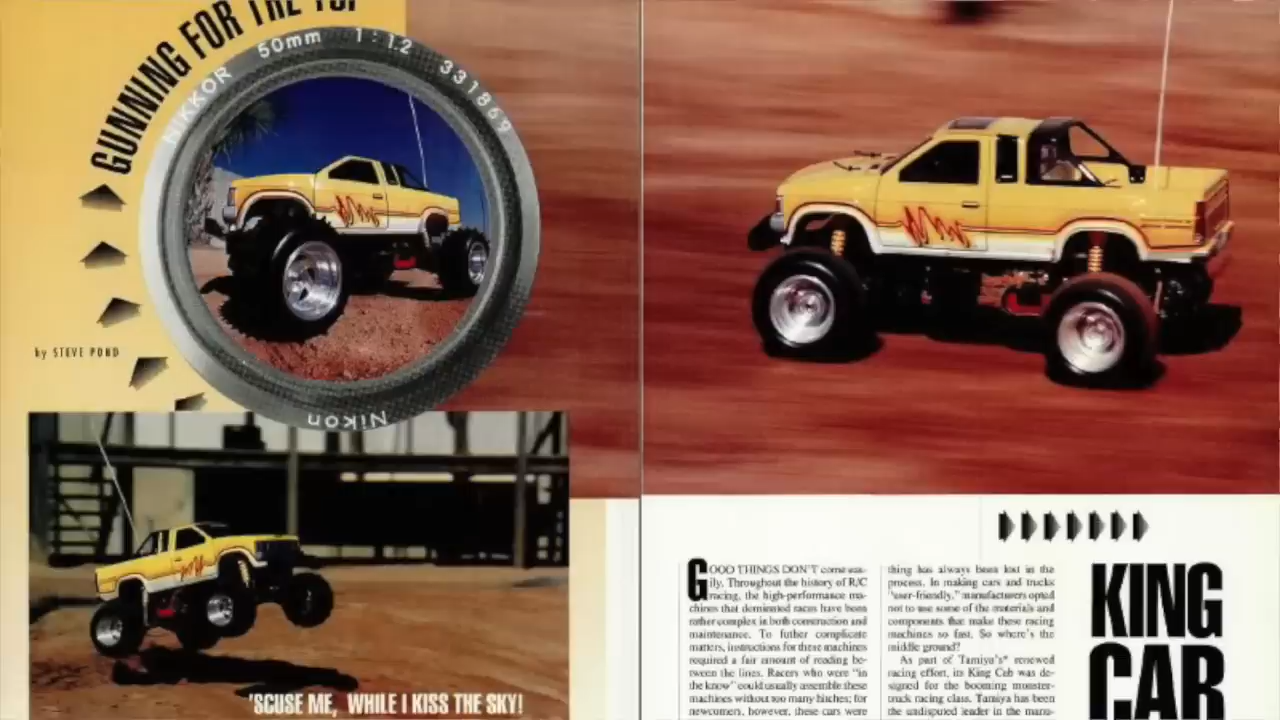 GUNNING FOR THE TOP
NIKKOR 50mm 1:1.2 331869
Nikon
by STEVE POND
'SCUSE ME, WHILE I KISS THE SKY!
GOOD THINGS DON'T come eas-
ily. Throughout the history of R/C
racing, the high-performance ma-
chines that dominated races have been
rather complex in both construction and
maintenance. To futher complicate
matters, instructions for these machines
required a fair amount of reading be-
tween the lines. Racers who were "in
the know" could usually assemble these
machines without too many hitches; for
newcomers, however, these cars were
thing has always been lost in the
process. In making cars and trucks
"user-friendly," manufacturers opted
not to use some of the materials and
components that make these racing
machines so fast. So where's the
middle ground?
As part of Tamiya's* renewed
racing effort, its King Cab was de-
signed for the booming monster-
truck racing class. Tamiya has been
the undisputed leader in the manu-
KING
CAB